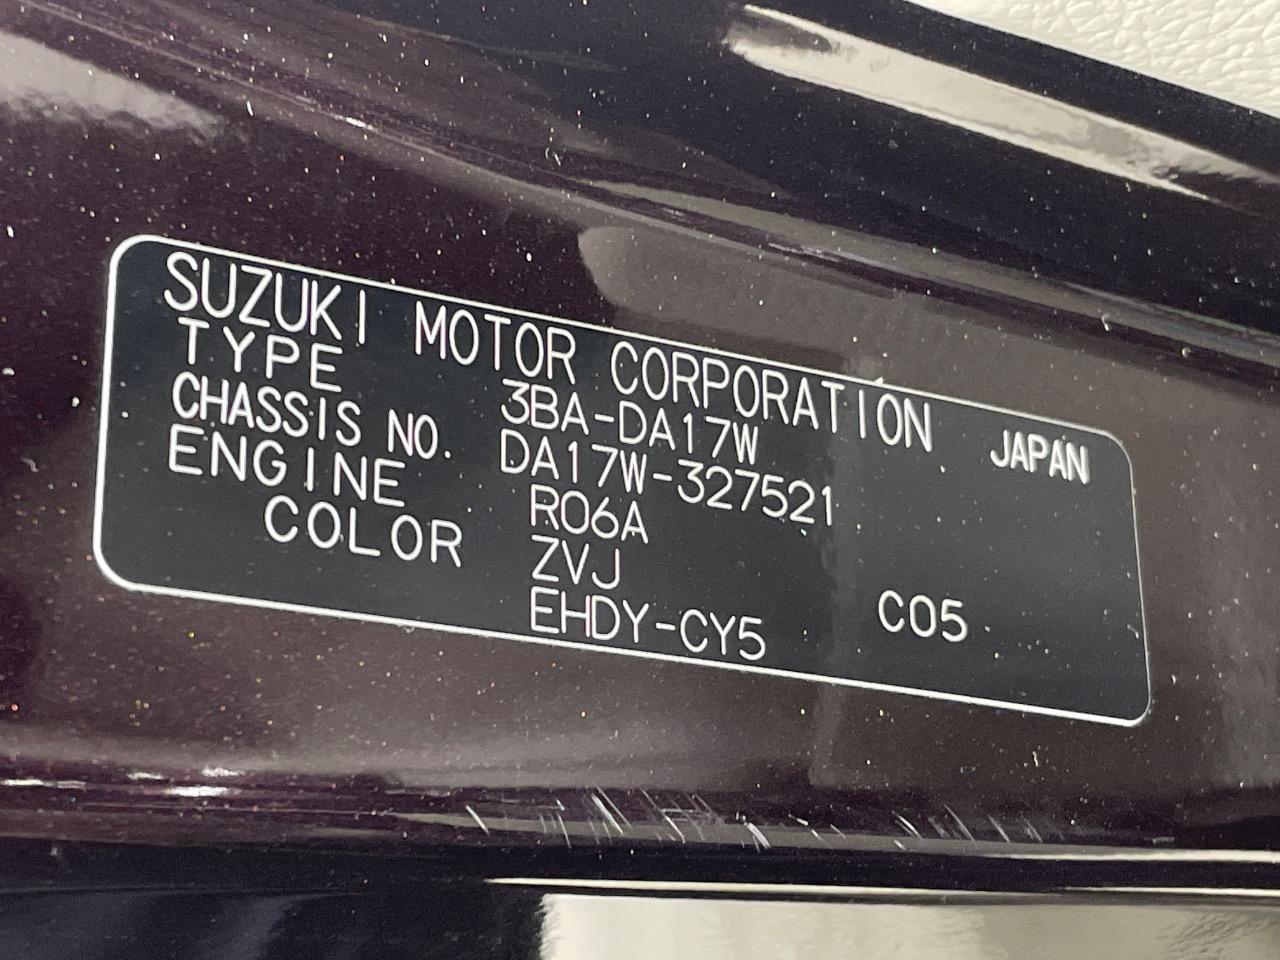 SUZUKI MOTOR CORPORATION JAPAN
TYPE 3BA-DA17W
CHASSIS NO. DA17W-327521
ENGINE R06A
COLOR ZVJ C05
EHDY-CY5